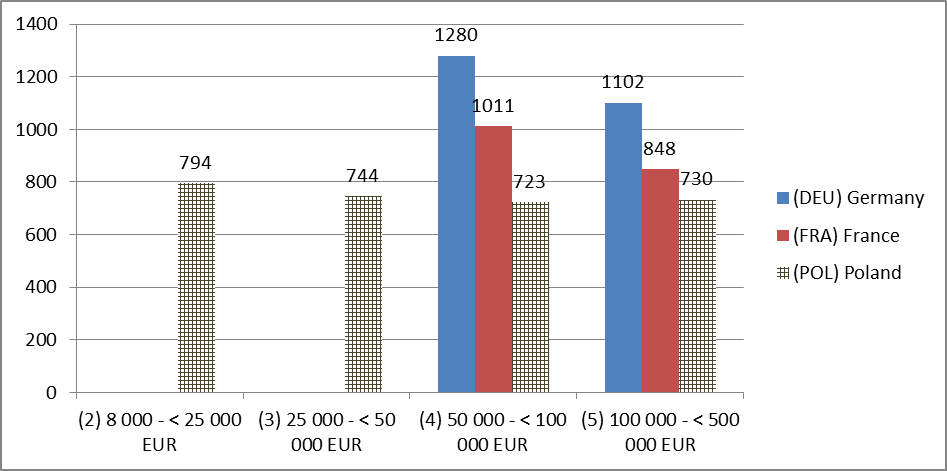 1400
1200
1000
800
600
400
200
0
794
744
1280
1011
723
1102
848
730
(2) 8 000 - < 25 000
EUR
(3) 25 000 - < 50
000 EUR
(4) 50 000 - < 100
000 EUR
(5) 100 000 - < 500
000 EUR
(DEU) Germany
(FRA) France
(POL) Poland